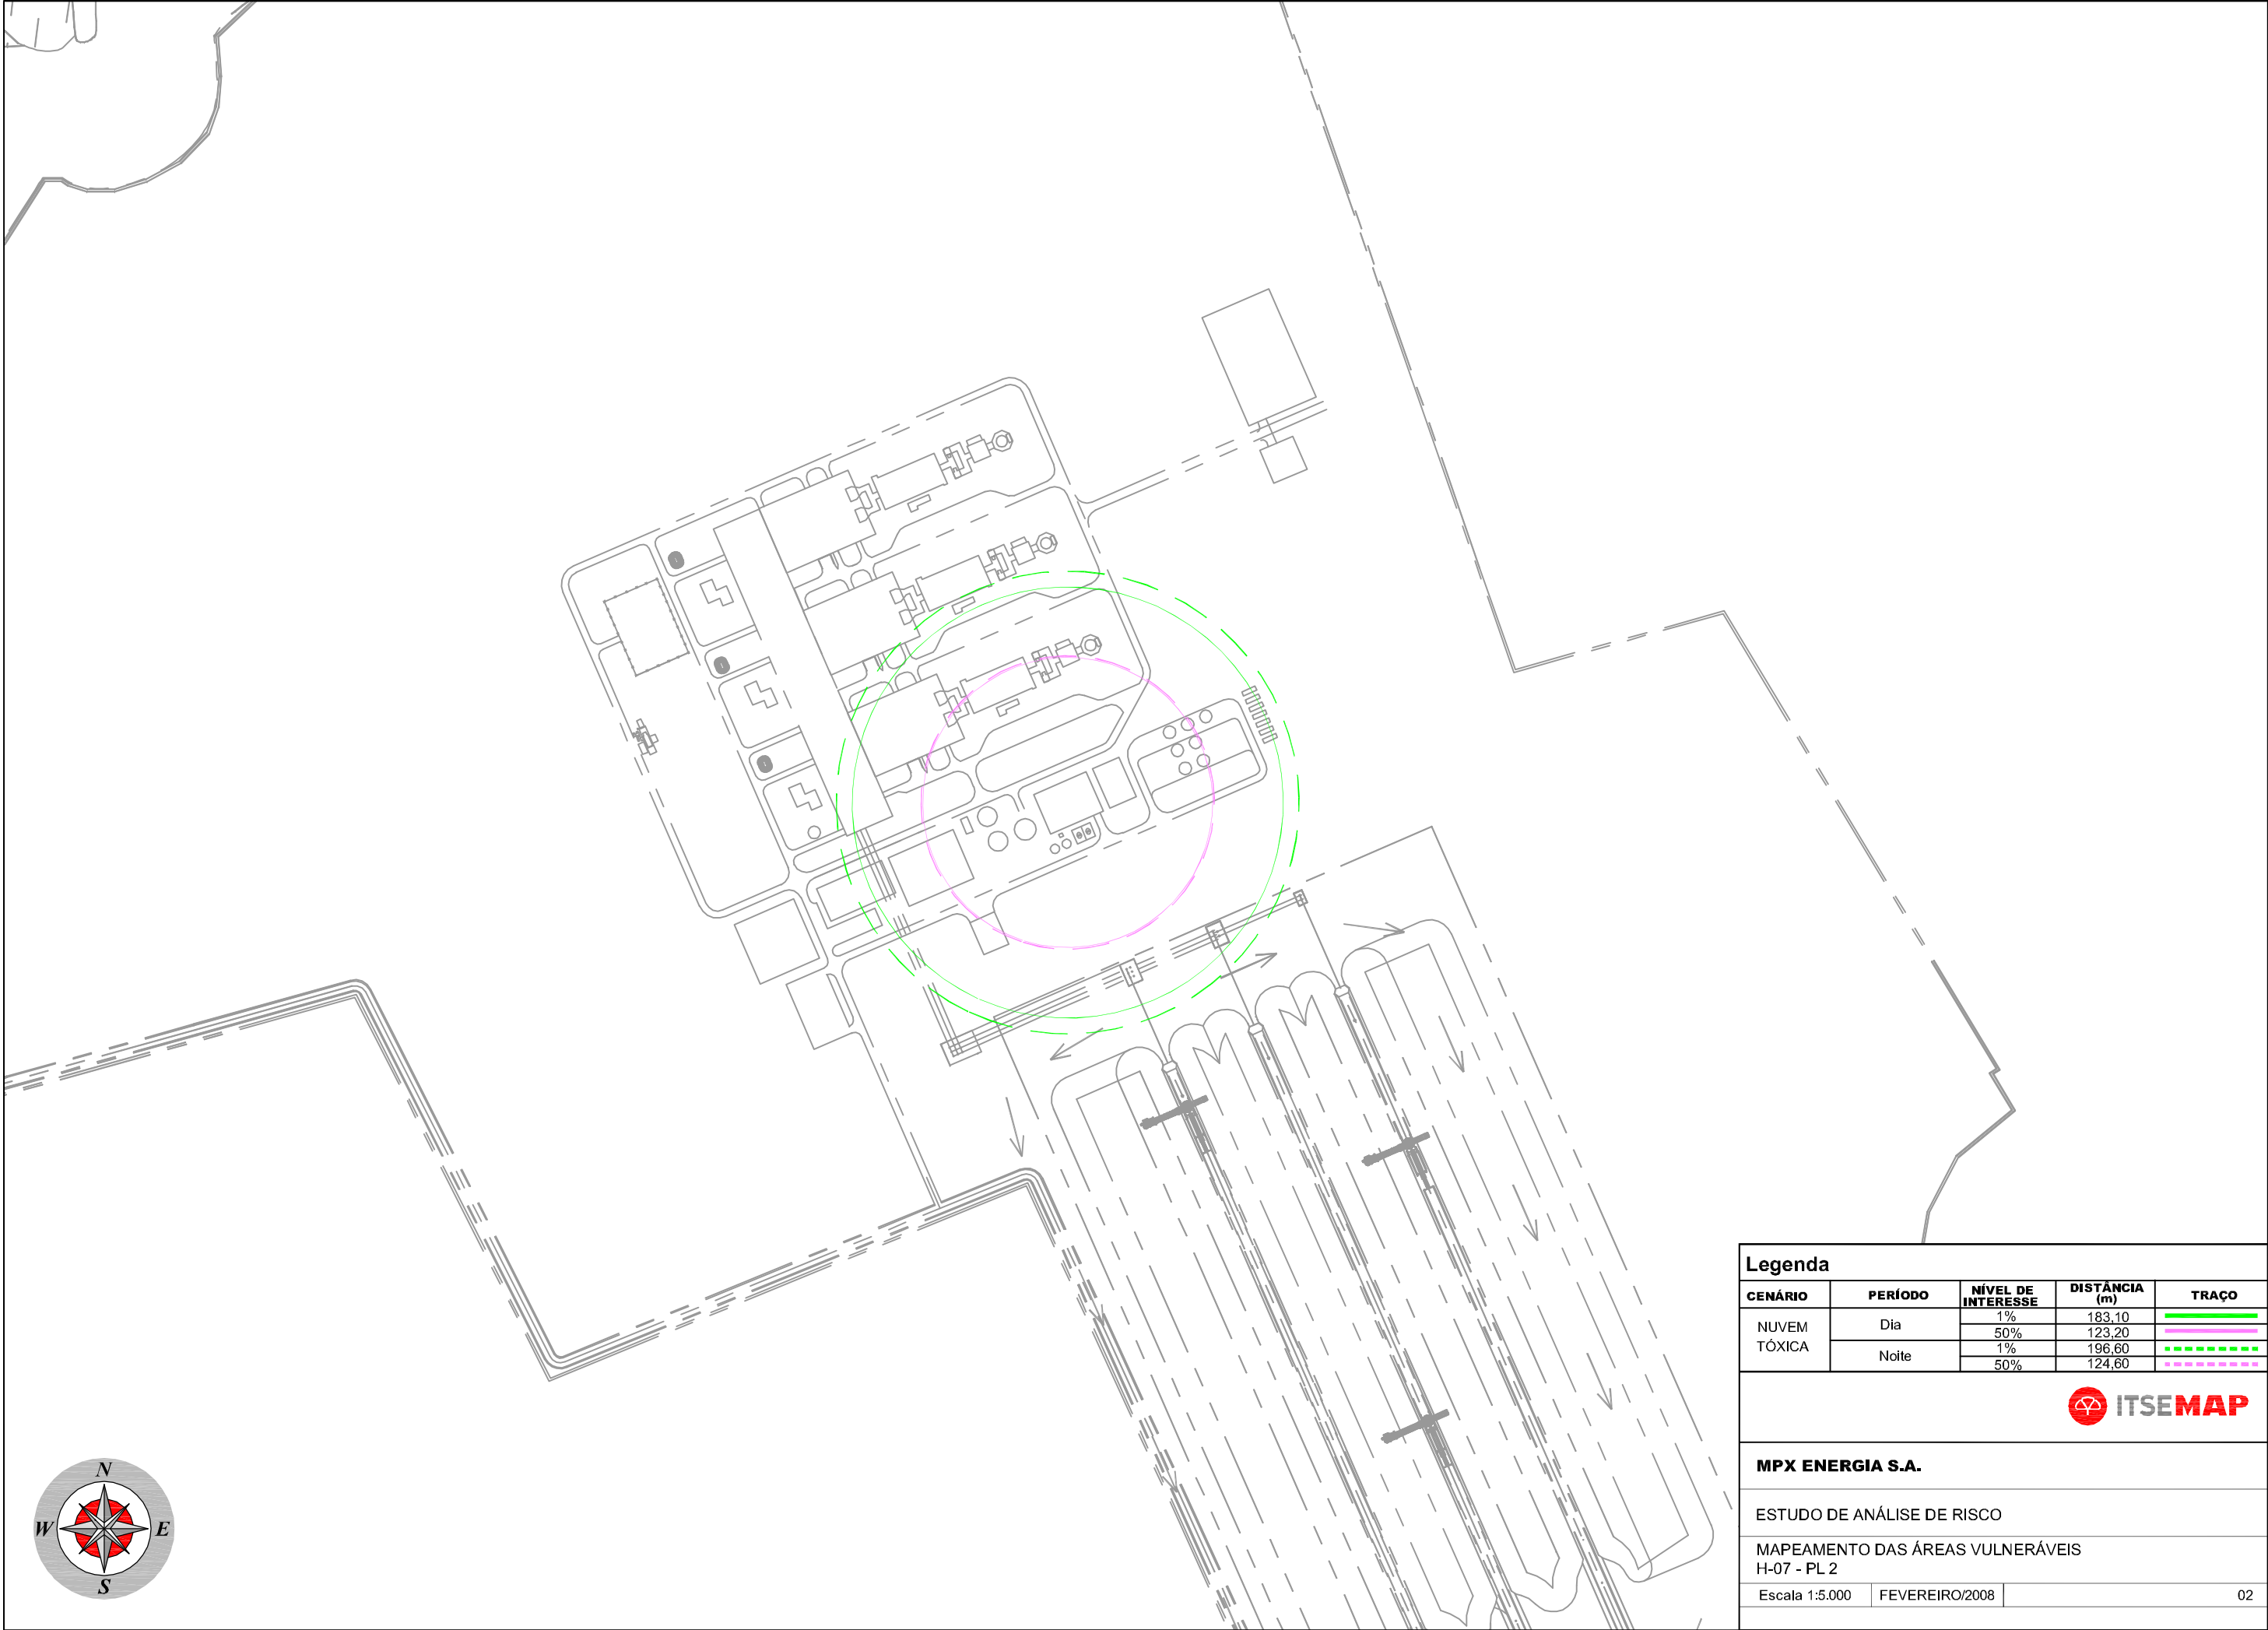 Legenda
CENÁRIO PERÍODO NÍVEL DE INTERESSE DISTÂNCIA (m) TRAÇO
NUVEM TÓXICA Dia 1% 183,10
50% 123,20
Noite 1% 196,60
50% 124,60
ITSEMAP
MPX ENERGIA S.A.
ESTUDO DE ANÁLISE DE RISCO
MAPEAMENTO DAS ÁREAS VULNERÁVEIS
H-07 - PL 2
Escala 1:5.000 FEVEREIRO/2008 02
N
W E
S